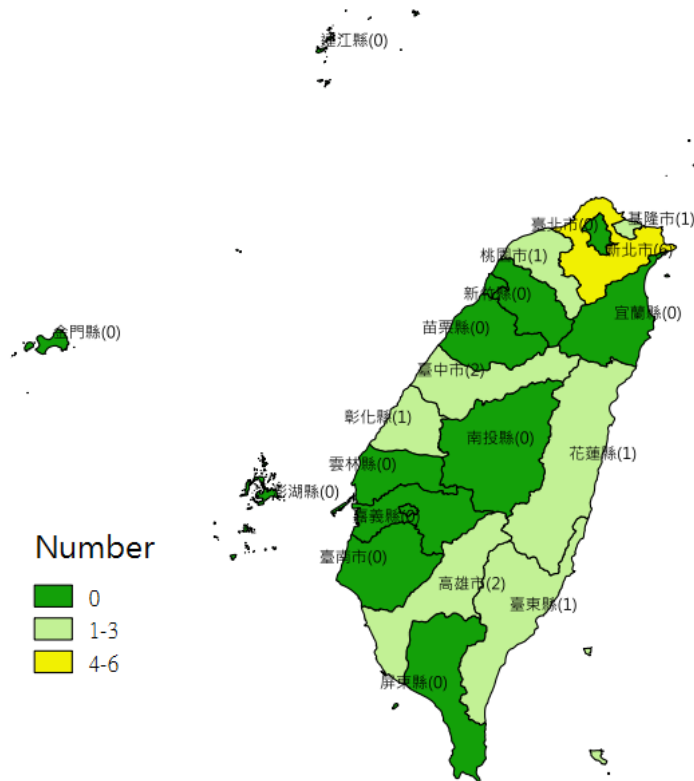 連江縣(0)
臺北市(0)
基隆市(1)
新北市(6)
桃園市(1)
新竹縣(0)
宜蘭縣(0)
苗栗縣(0)
金門縣(0)
臺中市(2)
彰化縣(1)
南投縣(0)
花蓮縣(1)
雲林縣(0)
澎湖縣(0)
嘉義縣(0)
臺南市(0)
高雄市(2)
臺東縣(1)
屏東縣(0)
Number
0
1-3
4-6